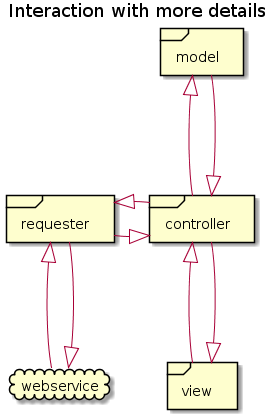 Interaction with more details
model
requester
controller
webservice
view